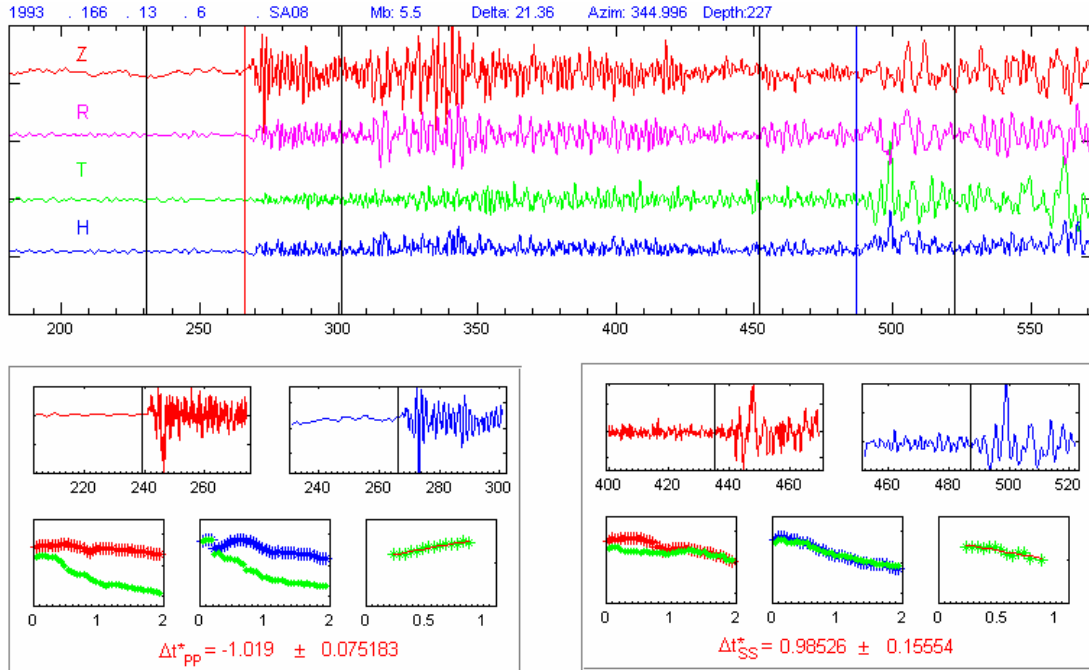 1993 . 166 . 13 . 6 . SA08 Mb: 5.5 Delta: 21.36 Azim: 344.996 Depth:227
Z
R
T
H
200 250 300 350 400 450 500 550
220 240 260
240 260 280 300
400 420 440 460
460 480 500 520
0 1 2
0 1 2
0 0.5 1
0 1 2
0 1 2
0 0.5 1
Δt*PP = -1.019 ± 0.075183
Δt*SS = 0.98526 ± 0.15554